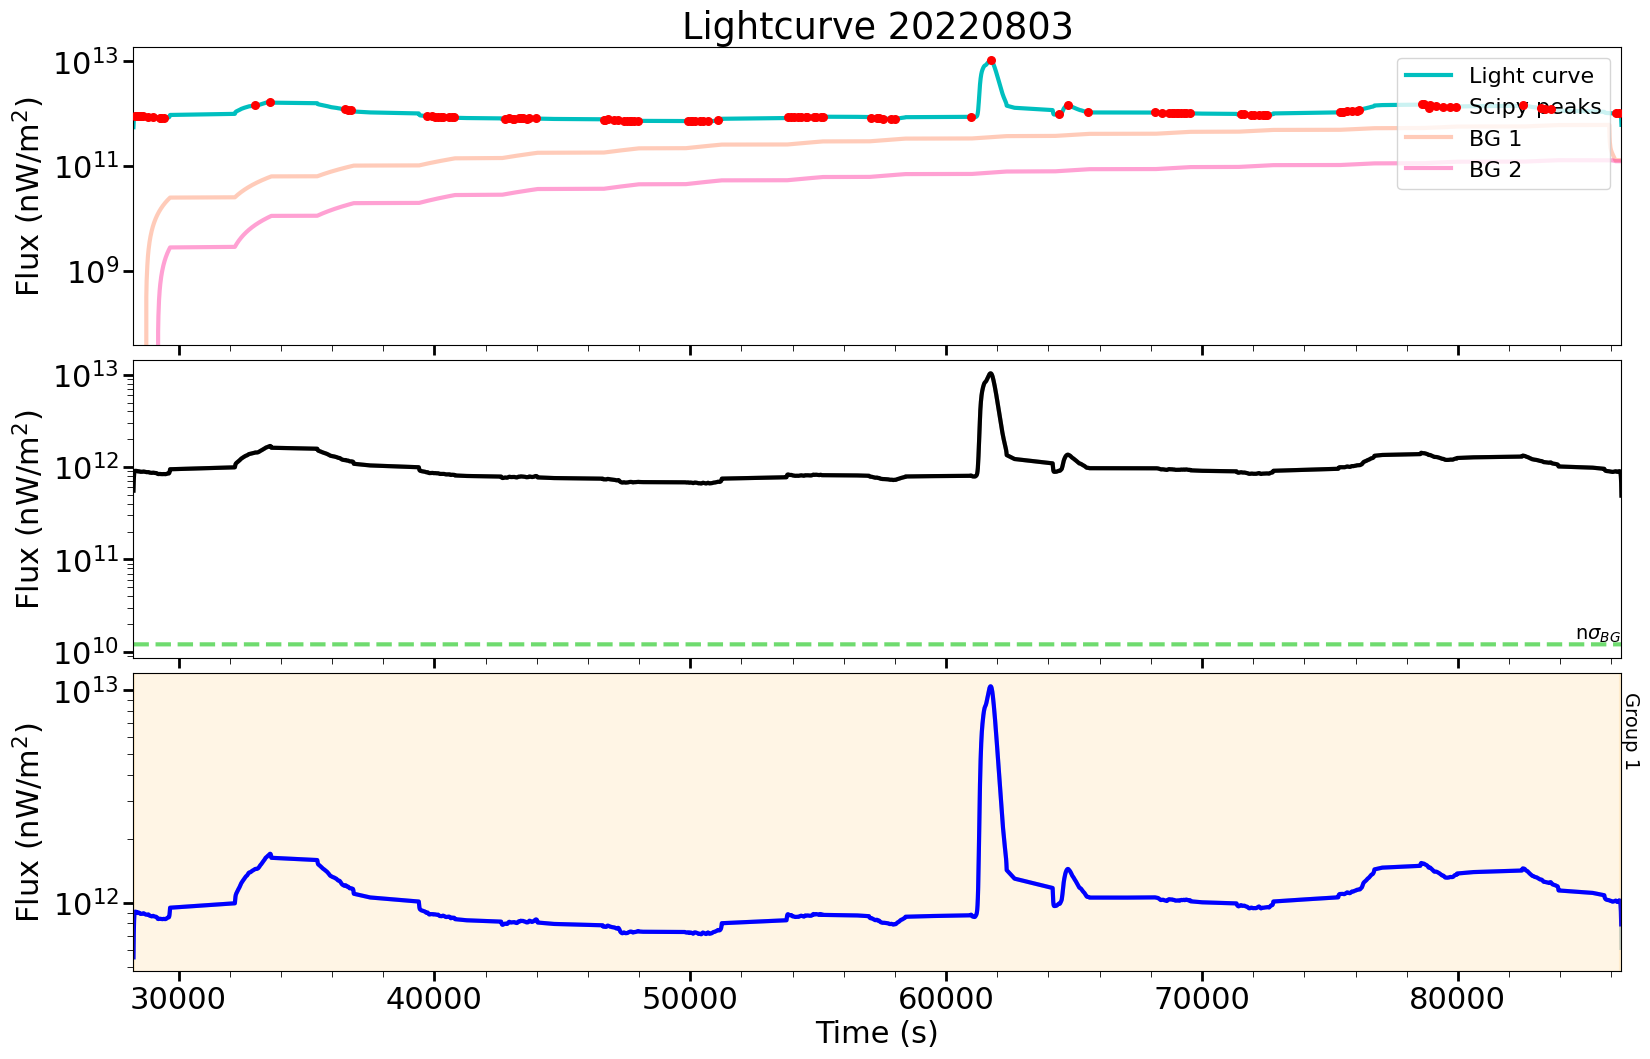 Lightcurve 20220803
Flux (nW/m²)
10¹³
10¹¹
10⁹
Light curve
Scipy peaks
BG 1
BG 2
Flux (nW/m²)
10¹³
10¹²
10¹¹
10¹⁰
nσ_BG
Flux (nW/m²)
10¹³
10¹²
Group 1
30000 40000 50000 60000 70000 80000
Time (s)